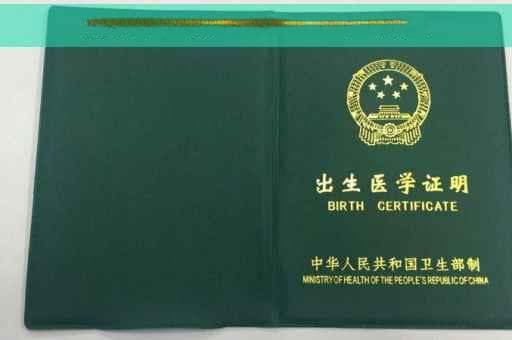 出生医学证明
BIRTH CERTIFICATE
中华人民共和国卫生部制
MINISTRY OF HEALTH OF THE PEOPLE'S REPUBLIC OF CHINA